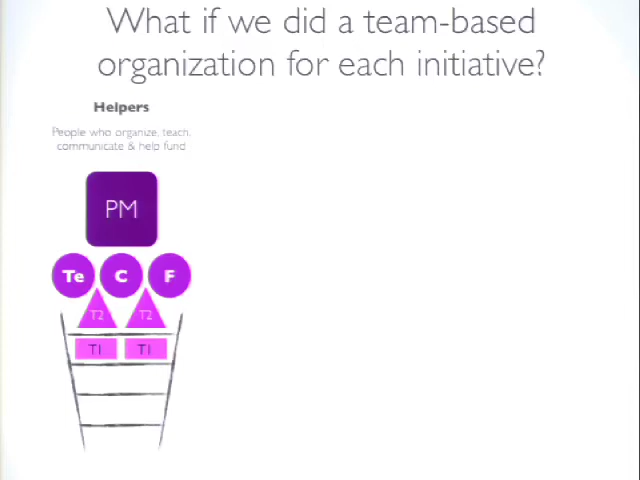 What if we did a team-based
organization for each initiative?
Helpers
People who organize, teach,
communicate & help fund
PM
Te C F
T2 T2
T1 T1